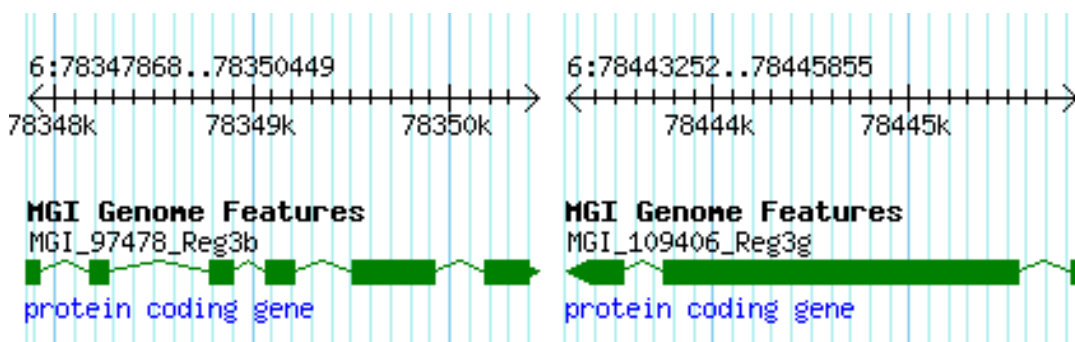 6:78347868..78350449
78348k 78349k 78350k
MGI Genome Features
MGI_97478_Reg3b
protein coding gene
6:78443252..78445855
78444k 78445k
MGI Genome Features
MGI_109406_Reg3g
protein coding gene